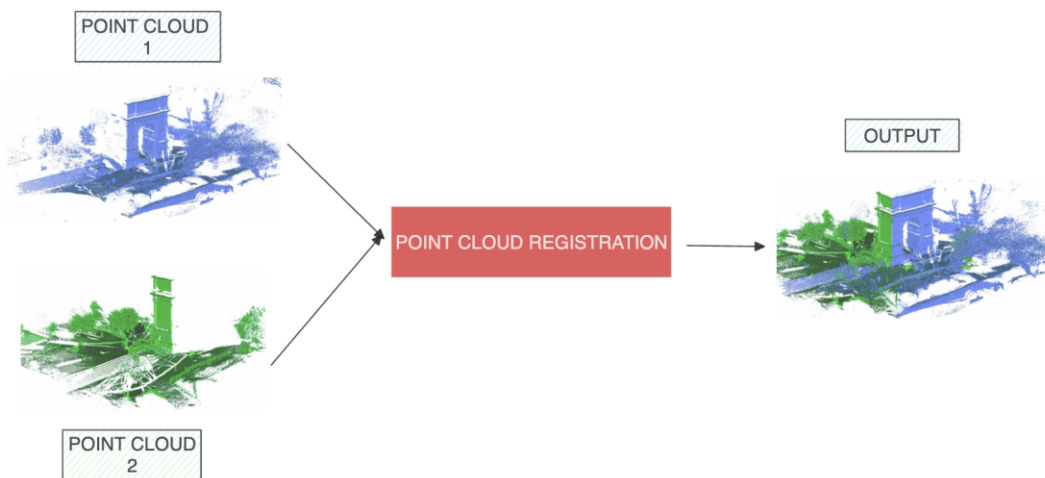 POINT CLOUD
1
OUTPUT
POINT CLOUD REGISTRATION
POINT CLOUD
2